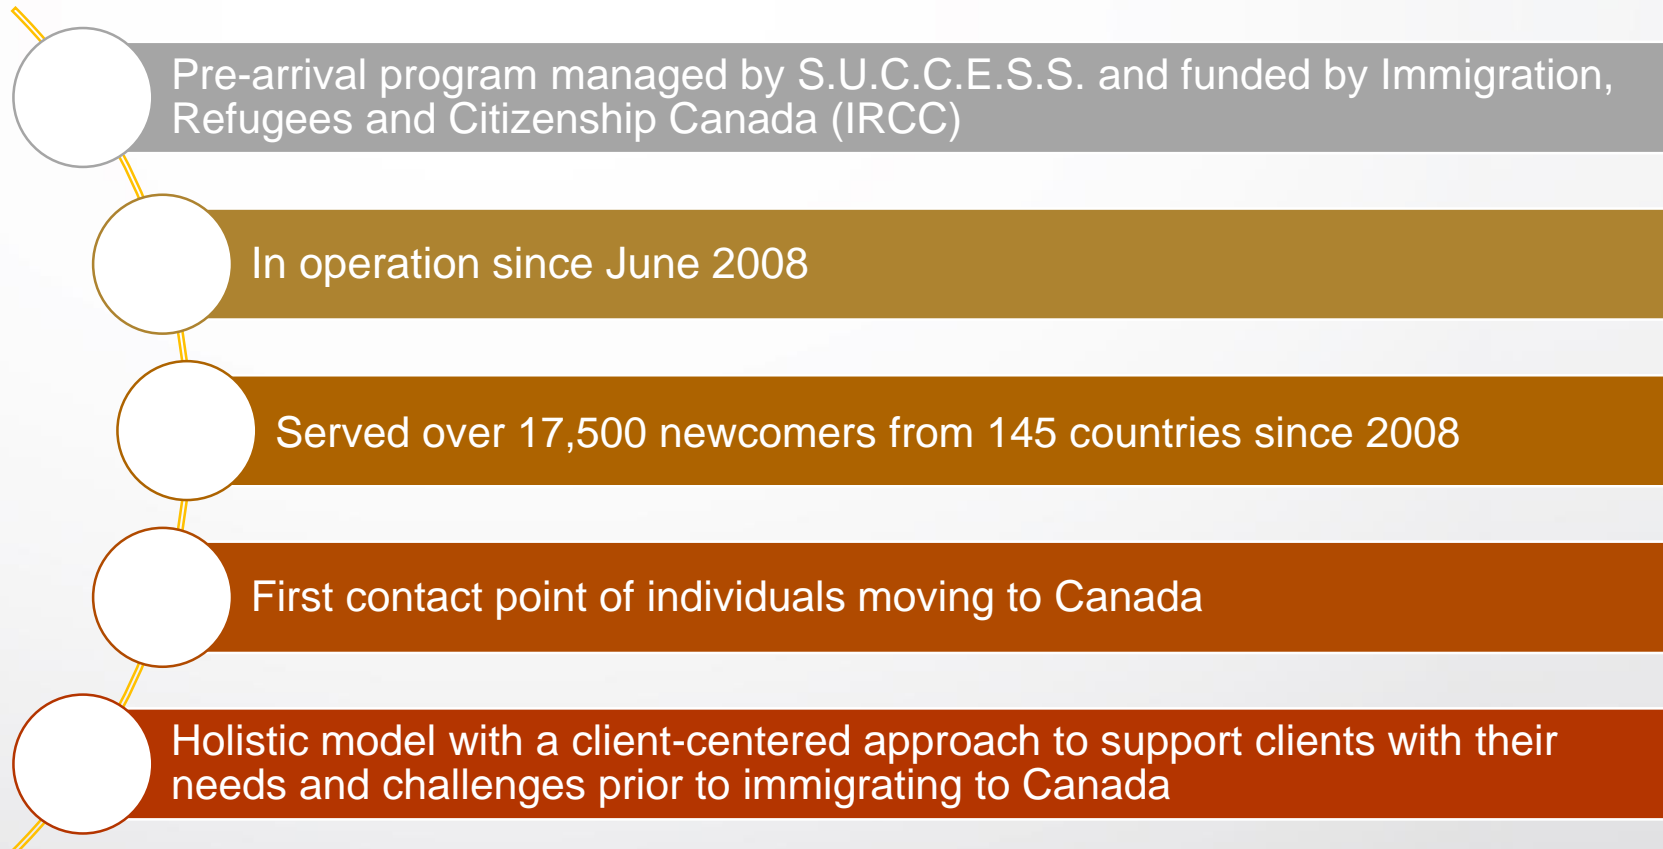 Pre-arrival program managed by S.U.C.C.E.S.S. and funded by Immigration,
Refugees and Citizenship Canada (IRCC)
In operation since June 2008
Served over 17,500 newcomers from 145 countries since 2008
First contact point of individuals moving to Canada
Holistic model with a client-centered approach to support clients with their
needs and challenges prior to immigrating to Canada